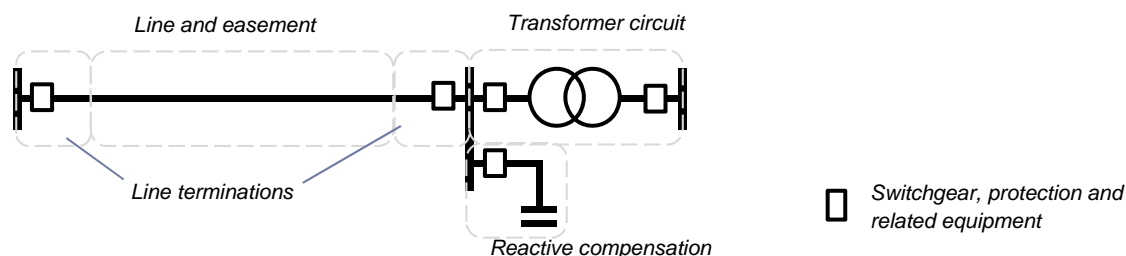 Line and easement
Transformer circuit
Line terminations
Switchgear, protection and
related equipment
Reactive compensation